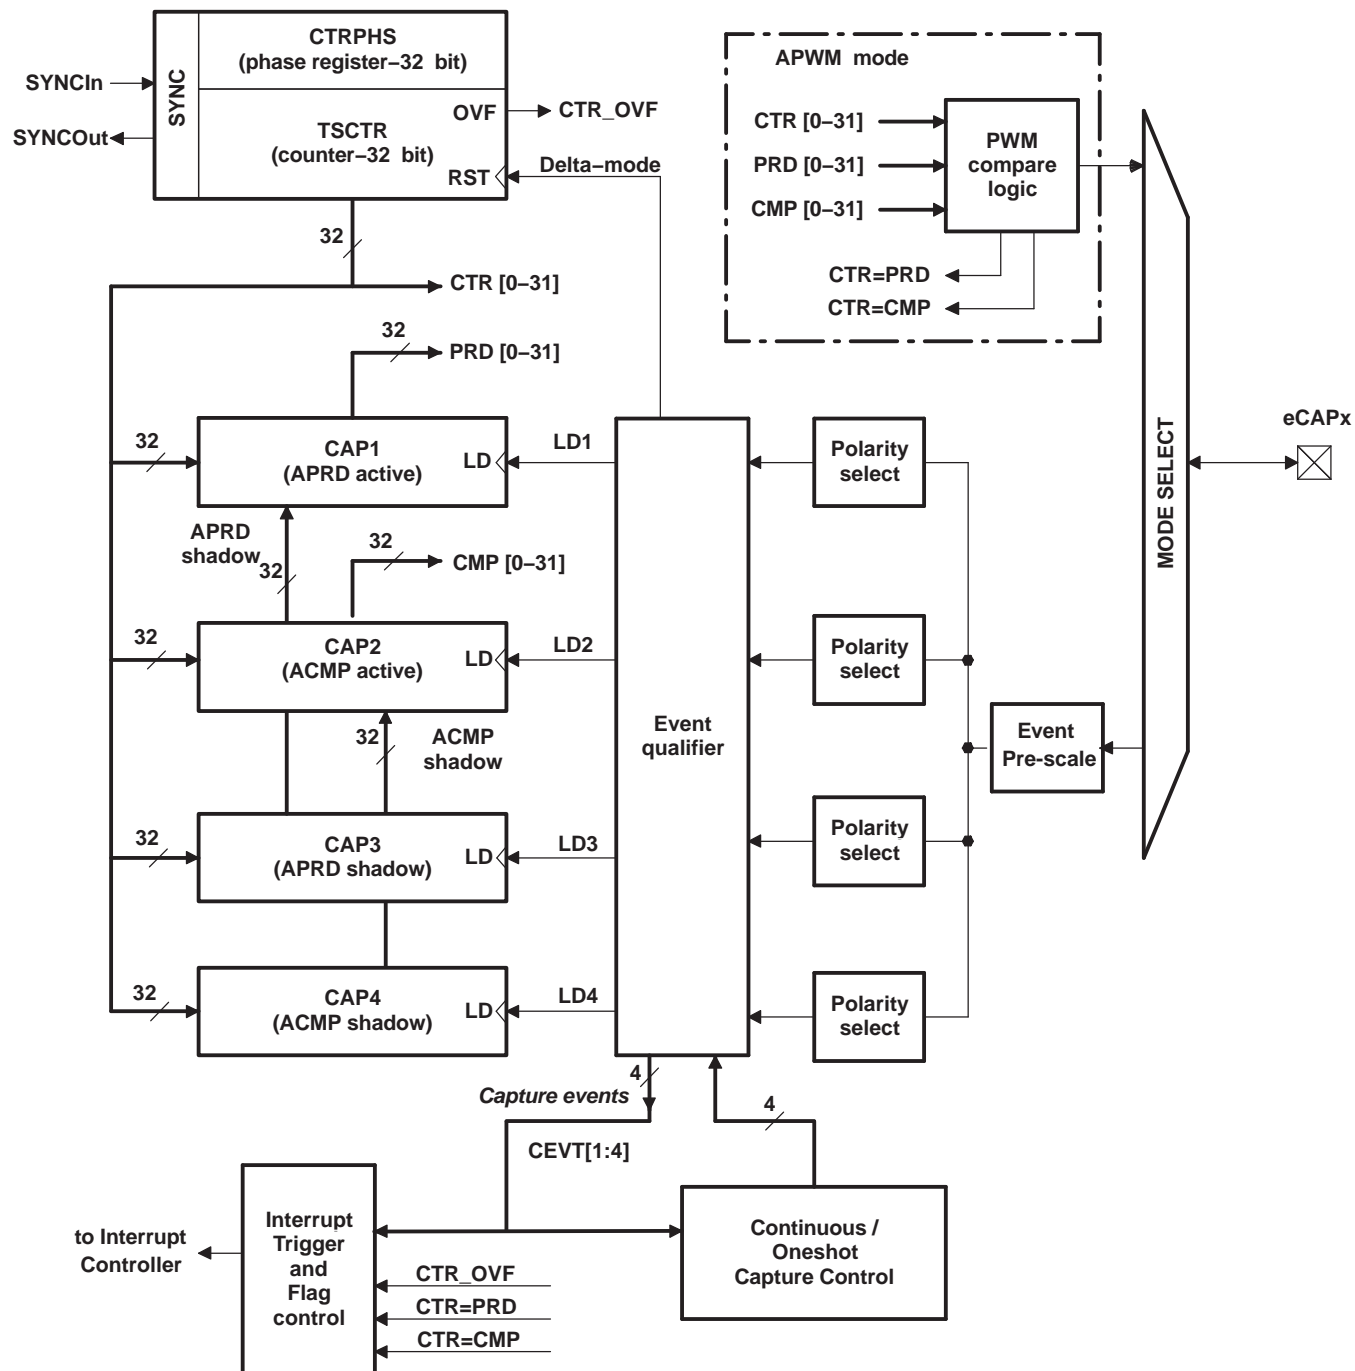 CTRPHS
(phase register−32 bit)
APWM mode
SYNC
SYNCIn
OVF
CTR_OVF
SYNCOut
TSCTR
(counter−32 bit)
RST
Delta−mode
CTR [0−31]
PRD [0−31]
CMP [0−31]
PWM
compare
logic
CTR=PRD
CTR=CMP
32
CTR [0−31]
32
PRD [0−31]
32
CAP1
(APRD active)
LD
LD1
Polarity
select
MODE SELECT
eCAPx
APRD
shadow
32
32
CMP [0−31]
32
CAP2
(ACMP active)
LD
LD2
Polarity
select
32
ACMP
shadow
Event
qualifier
Event
Pre-scale
32
CAP3
(APRD shadow)
LD
LD3
Polarity
select
32
CAP4
(ACMP shadow)
LD
LD4
Polarity
select
4
Capture events
4
CEVT[1:4]
to Interrupt
Controller
Interrupt
Trigger
and
Flag
control
CTR_OVF
CTR=PRD
CTR=CMP
Continuous /
Oneshot
Capture Control